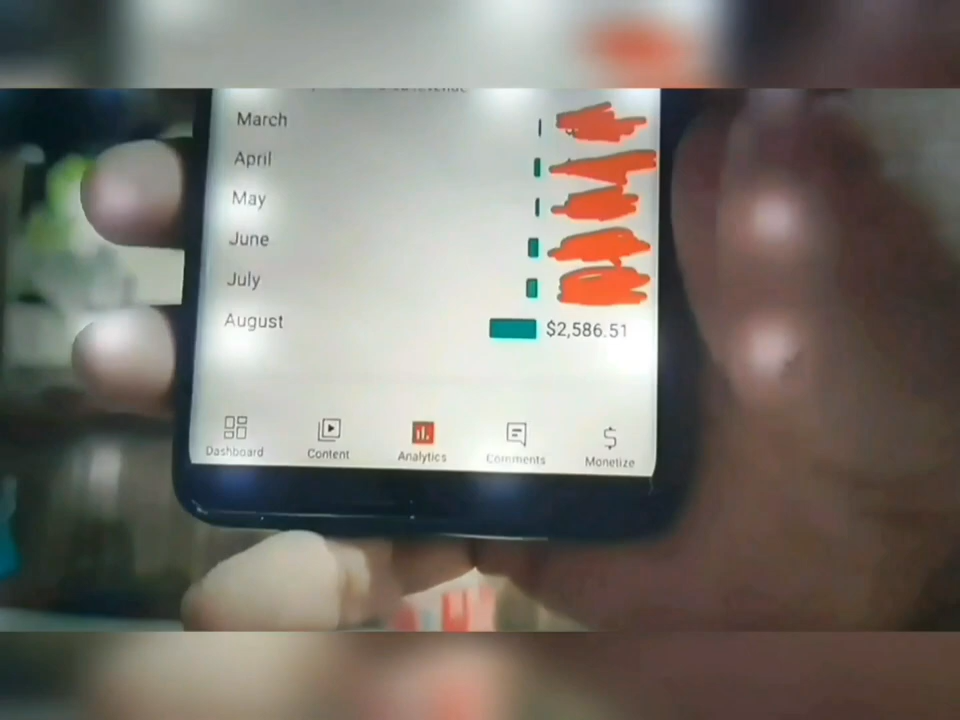 March
April
May
June
July
August $2,586.51
Dashboard Content Analytics Comments Monetize